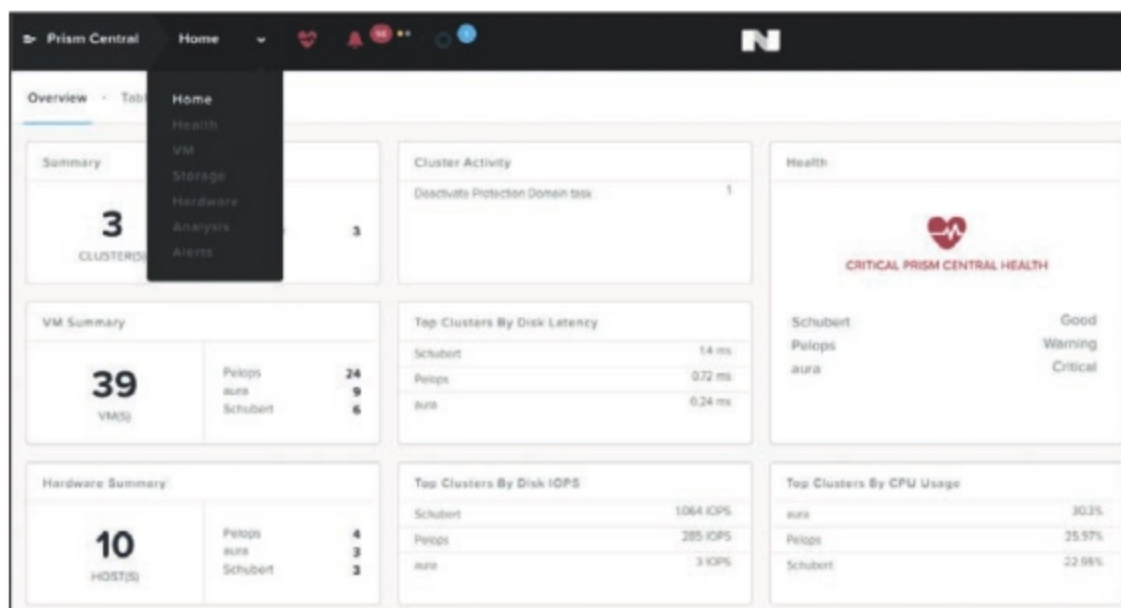 Prism Central Home
Overview
Home
Health
VM
Storage
Hardware
Analysis
Alerts
Summary
3
CLUSTER(S)
3
Cluster Activity
Deactivate Protection Domain task 1
Health
CRITICAL PRISM CENTRAL HEALTH
Schubert Good
Pelops Warning
aura Critical
VM Summary
39
VM(S)
Pelops 24
aura 9
Schubert 6
Top Clusters By Disk Latency
Schubert 1.4 ms
Pelops 0.72 ms
aura 0.24 ms
Hardware Summary
10
HOST(S)
Pelops 4
aura 3
Schubert 3
Top Clusters By Disk IOPS
Schubert 1,064 IOPS
Pelops 285 IOPS
aura 3 IOPS
Top Clusters By CPU Usage
aura 30.3%
Pelops 25.97%
Schubert